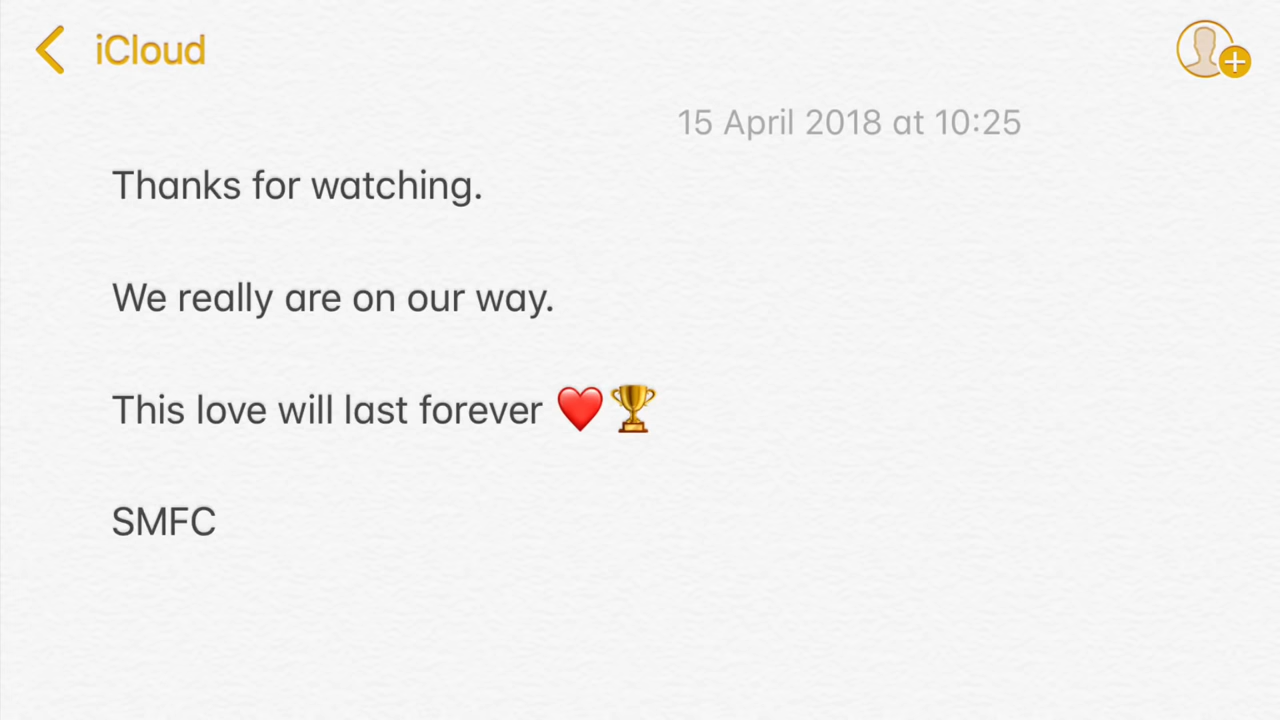 iCloud
15 April 2018 at 10:25
Thanks for watching.
We really are on our way.
This love will last forever ❤️🏆
SMFC